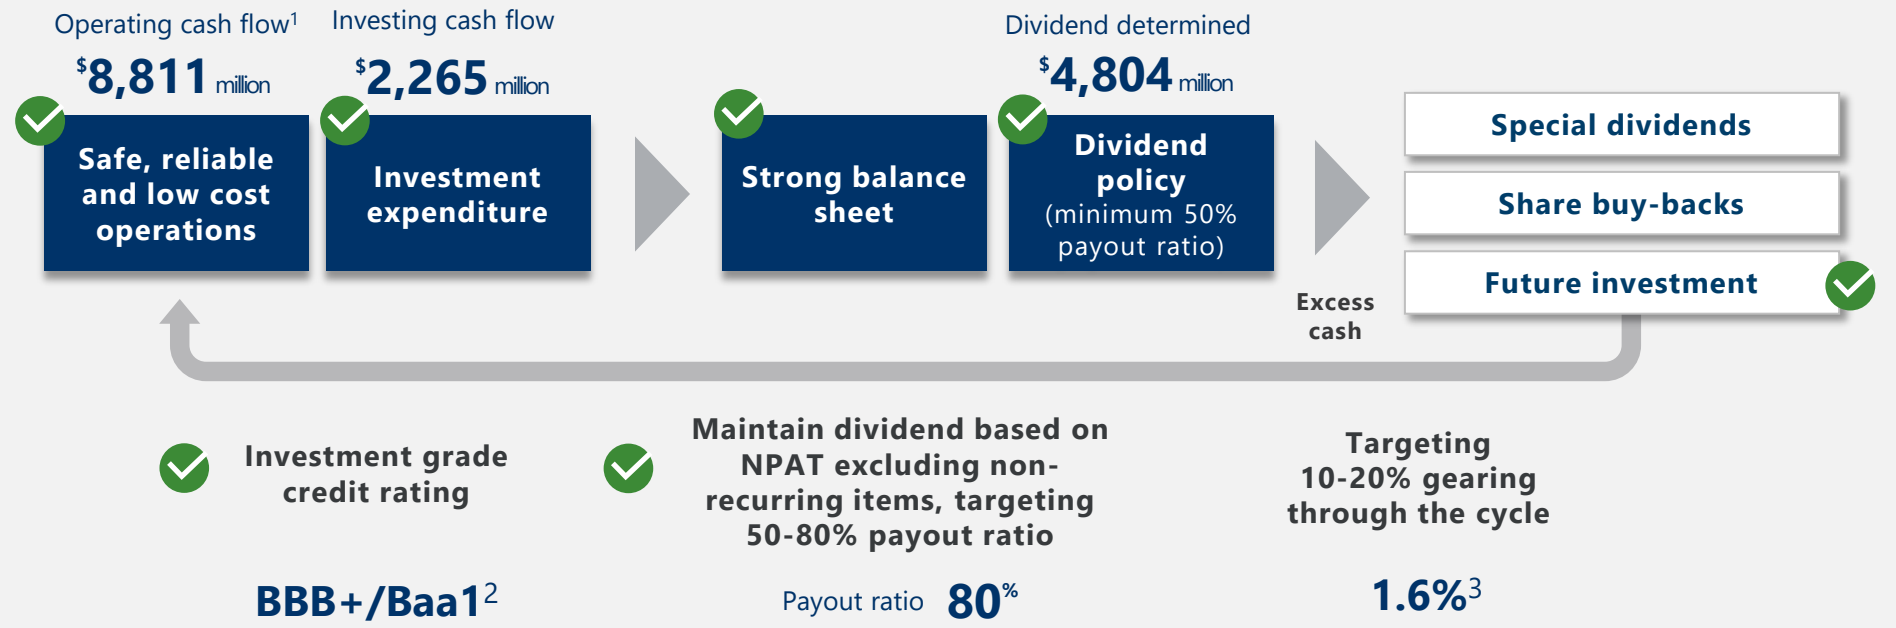 Operating cash flow1
$8,811 million
Investing cash flow
$2,265 million
Dividend determined
$4,804 million
Safe, reliable
and low cost
operations
Investment
expenditure
Strong balance
sheet
Dividend
policy
(minimum 50%
payout ratio)
Excess
cash
Special dividends
Share buy-backs
Future investment
Investment grade
credit rating
BBB+/Baa12
Maintain dividend based on
NPAT excluding non-
recurring items, targeting
50-80% payout ratio
Payout ratio 80%
Targeting
10-20% gearing
through the cycle
1.6%3